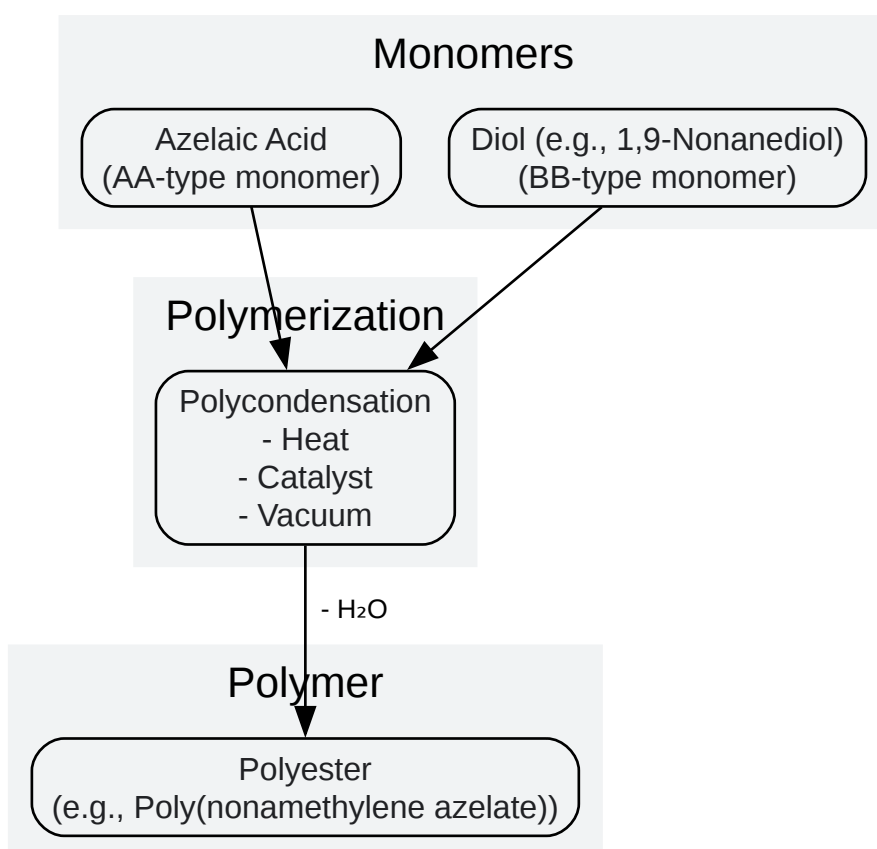 Monomers
Azelaic Acid
(AA-type monomer)
Diol (e.g., 1,9-Nonanediol)
(BB-type monomer)
Polymerization
Polycondensation
- Heat
- Catalyst
- Vacuum
- H₂O
Polymer
Polyester
(e.g., Poly(nonamethylene azelate))